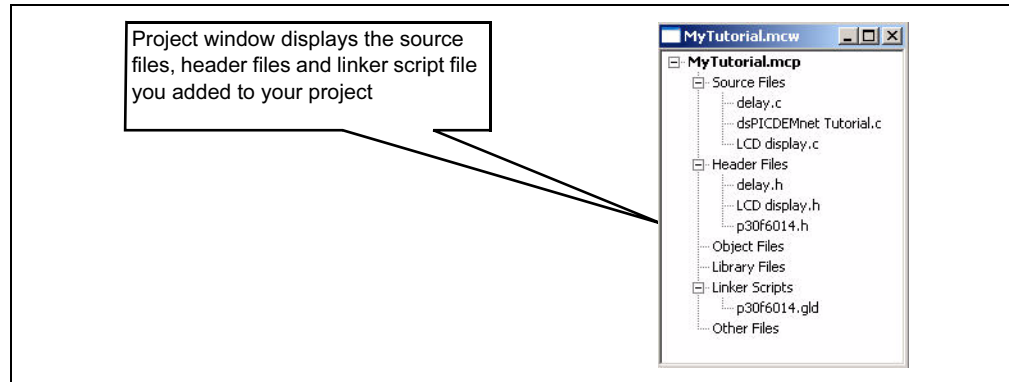 Project window displays the source
files, header files and linker script file
you added to your project
MyTutorial.mcw
MyTutorial.mcp
Source Files
delay.c
dsPICDEMnet Tutorial.c
LCD display.c
Header Files
delay.h
LCD display.h
p30f6014.h
Object Files
Library Files
Linker Scripts
p30f6014.gld
Other Files